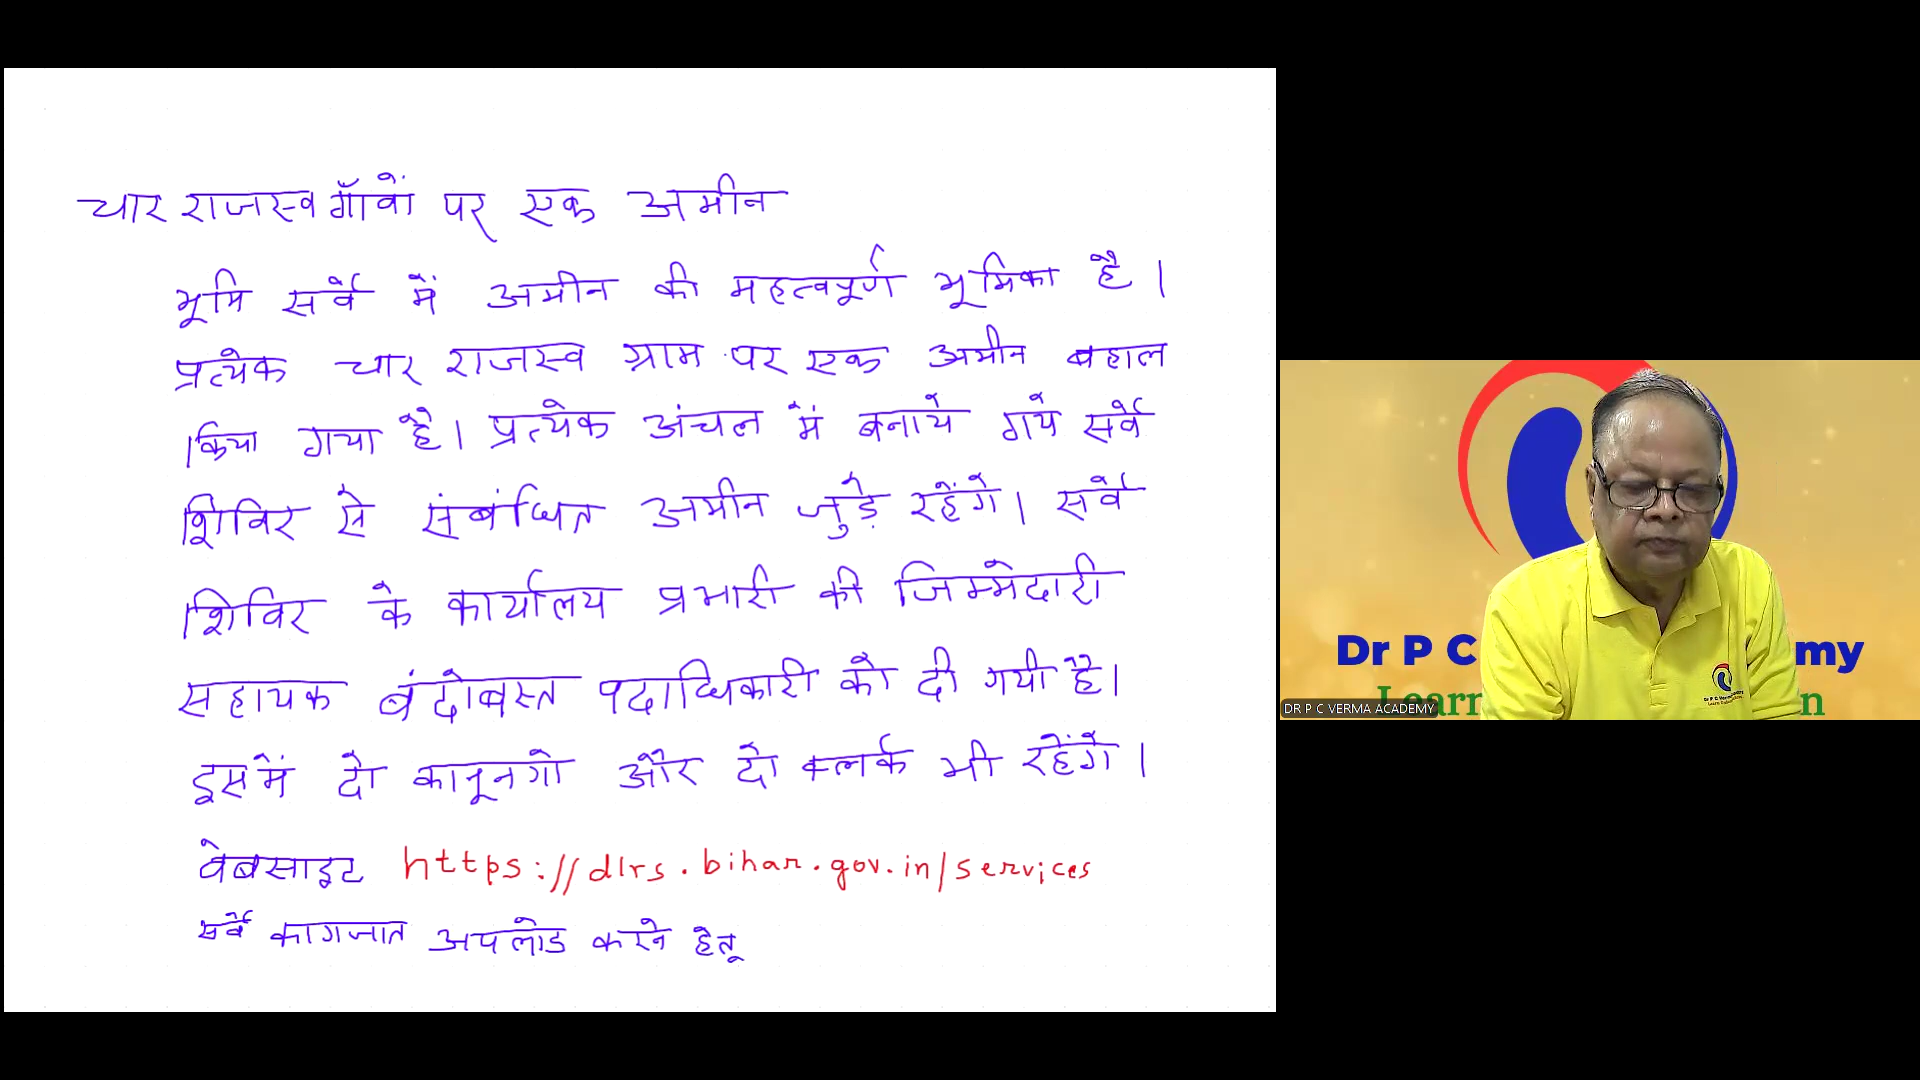 चार राजस्व गाँवों पर एक अमीन
भूमि सर्वे में अमीन की महत्वपूर्ण भूमिका है।
प्रत्येक चार राजस्व ग्राम पर एक अमीन बहाल
किया गया है। प्रत्येक अंचल में बनाये गये सर्वे
शिविर से संबंधित अमीन जुड़े रहेंगे। सर्वे
शिविर के कार्यालय प्रभारी की जिम्मेदारी
सहायक बंदोबस्त पदाधिकारी को दी गयी है।
इसमें दो कानूनगो और दो क्लर्क भी रहेंगे।
वेबसाइट https://dlrs.bihar.gov.in/services
सर्वे कागजात अपलोड करने हेतू
Dr P C my
Lear n
DR P C VERMA ACADEMY